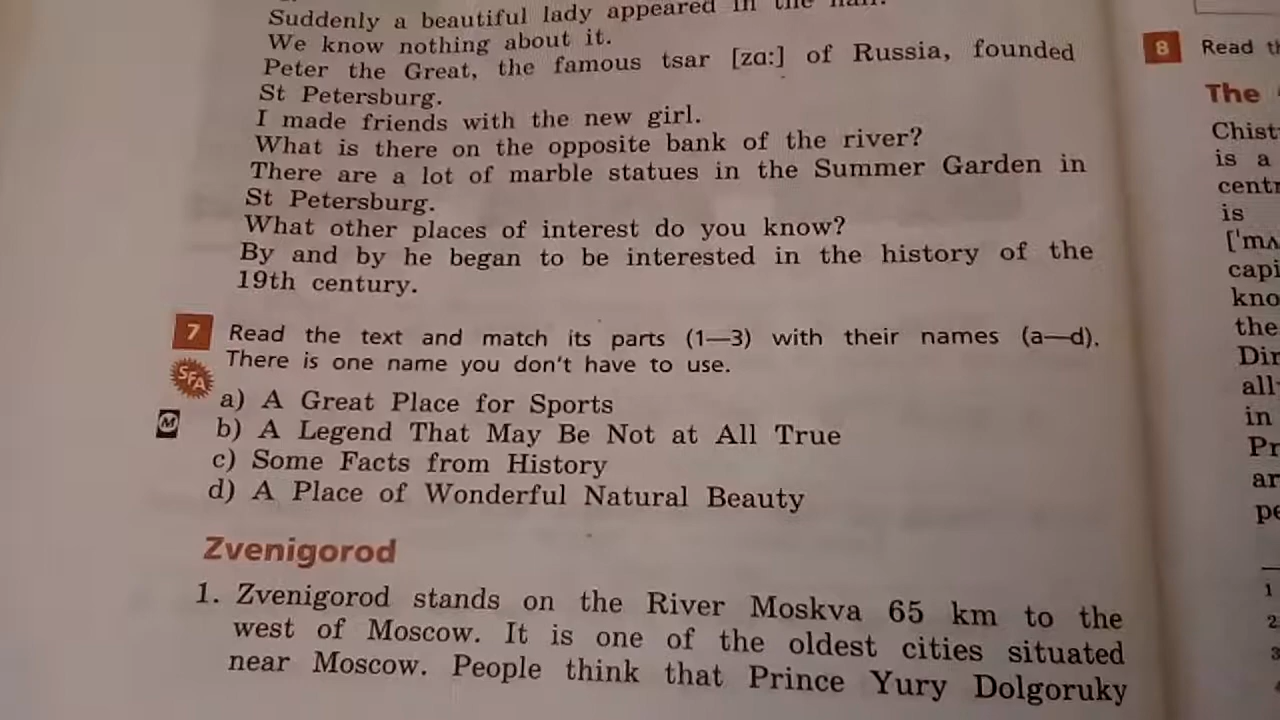 Suddenly a beautiful lady appeared in the hall.
We know nothing about it.
Peter the Great, the famous tsar [zɑ:] of Russia, founded
St Petersburg.
I made friends with the new girl.
What is there on the opposite bank of the river?
There are a lot of marble statues in the Summer Garden in
St Petersburg.
What other places of interest do you know?
By and by he began to be interested in the history of the
19th century.
7 Read the text and match its parts (1—3) with their names (a—d).
There is one name you don't have to use.
SFA
M
a) A Great Place for Sports
b) A Legend That May Be Not at All True
c) Some Facts from History
d) A Place of Wonderful Natural Beauty
Zvenigorod
1. Zvenigorod stands on the River Moskva 65 km to the
west of Moscow. It is one of the oldest cities situated
near Moscow. People think that Prince Yury Dolgoruky
8 Read
The
Chist
is a
centr
is
['mʌ
capi
kno
the
Dir
all
in
Pr
ar
pe
1
2
3